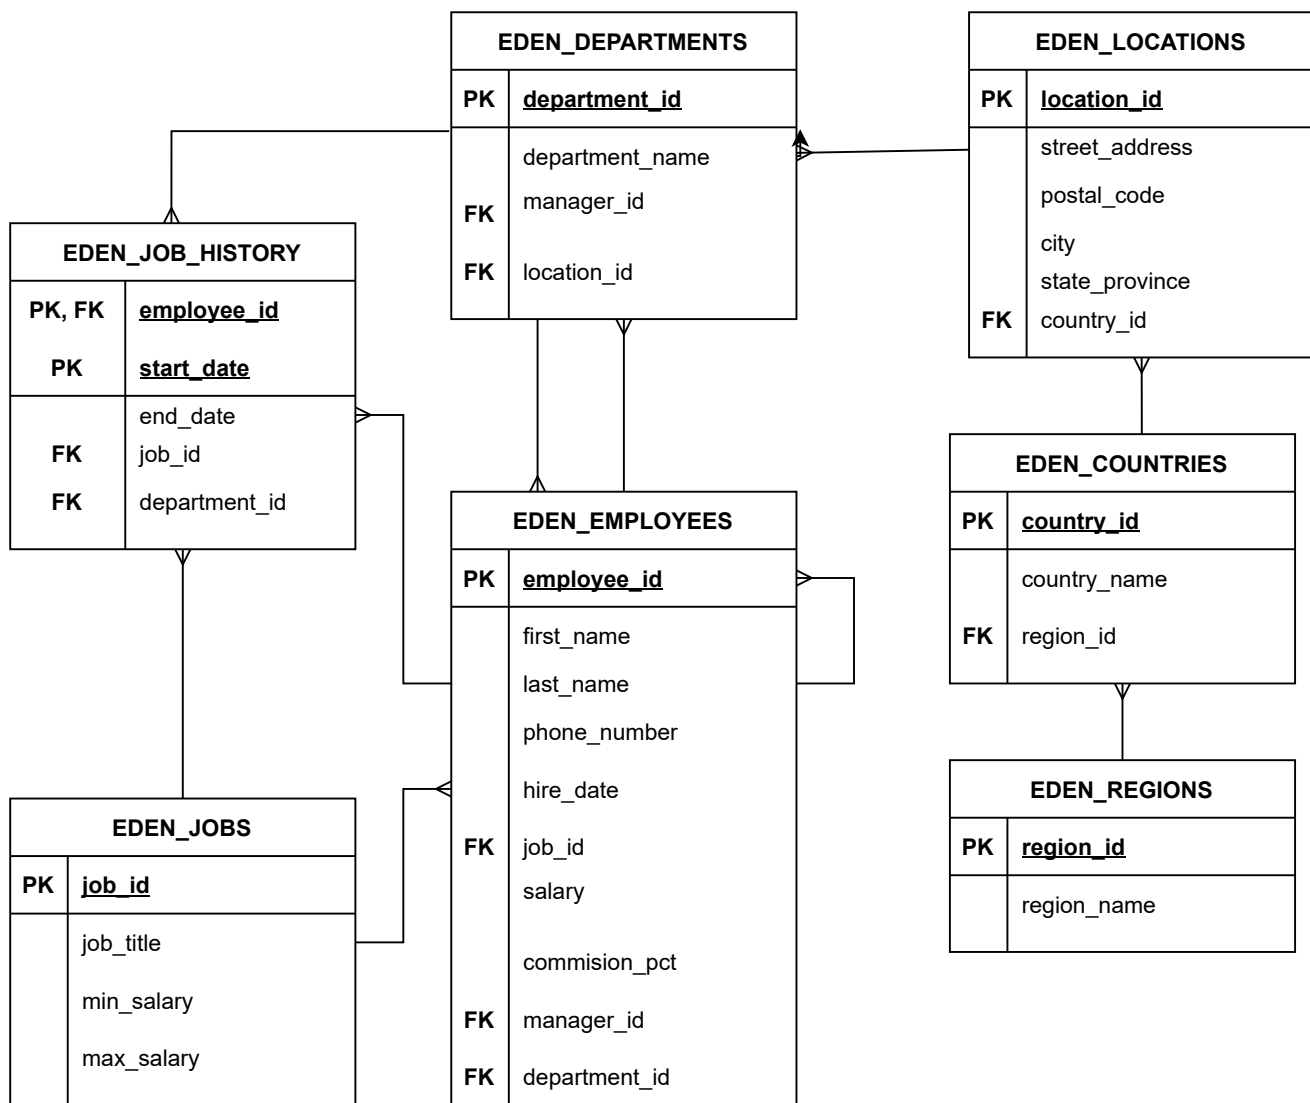 EDEN_DEPARTMENTS
PK department_id
department_name
FK manager_id
FK location_id
EDEN_LOCATIONS
PK location_id
street_address
postal_code
city
state_province
FK country_id
EDEN_JOB_HISTORY
PK, FK employee_id
PK start_date
end_date
FK job_id
FK department_id
EDEN_EMPLOYEES
PK employee_id
first_name
last_name
phone_number
hire_date
FK job_id
salary
commision_pct
FK manager_id
FK department_id
EDEN_COUNTRIES
PK country_id
country_name
FK region_id
EDEN_JOBS
PK job_id
job_title
min_salary
max_salary
EDEN_REGIONS
PK region_id
region_name